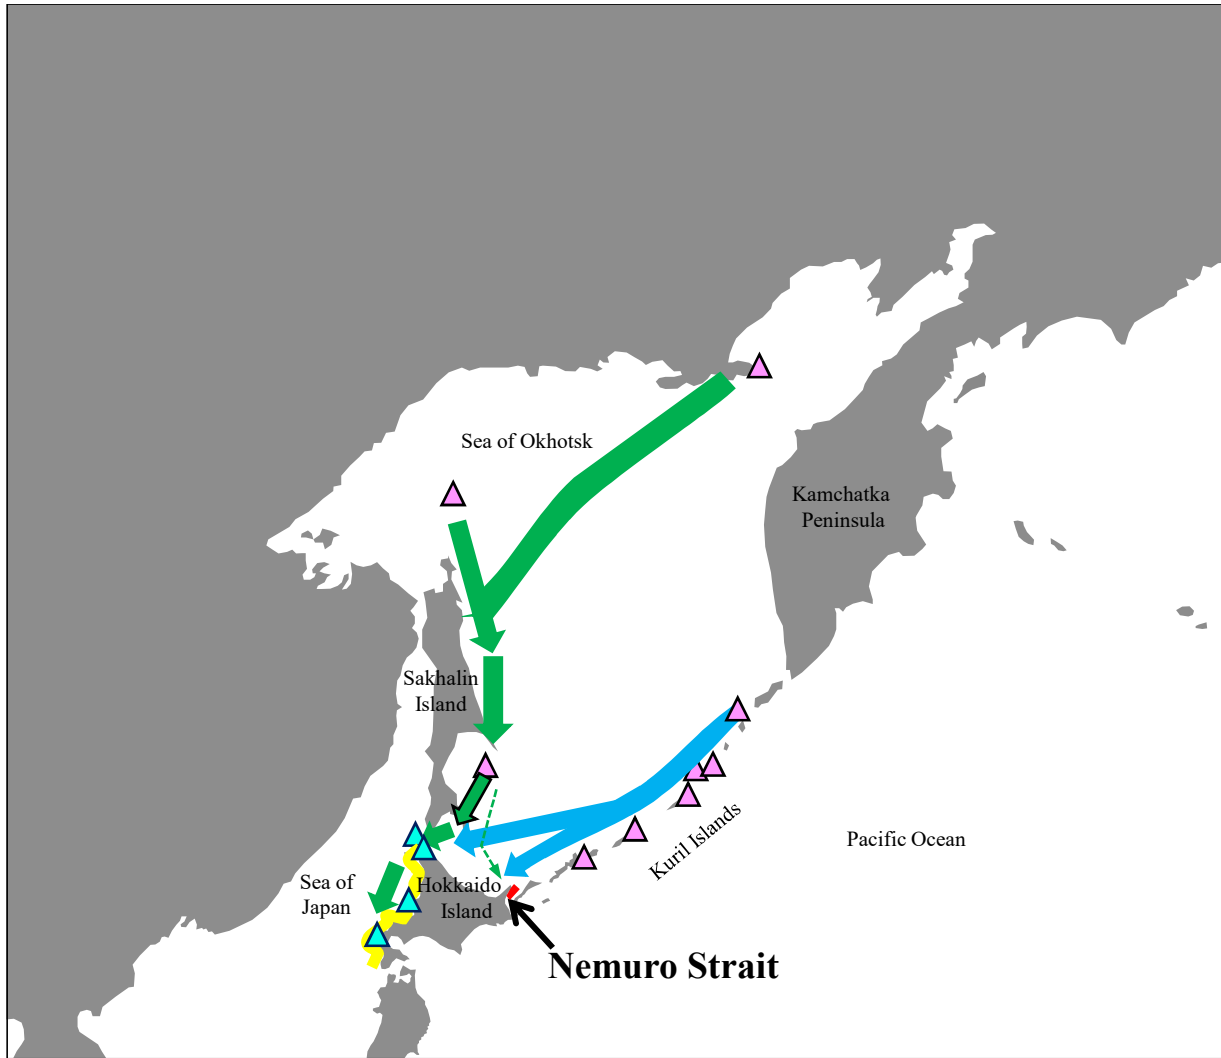 Sea of Okhotsk
Kamchatka
Peninsula
Sakhalin
Island
Kuril Islands
Pacific Ocean
Sea of
Japan
Hokkaido
Island
Nemuro Strait